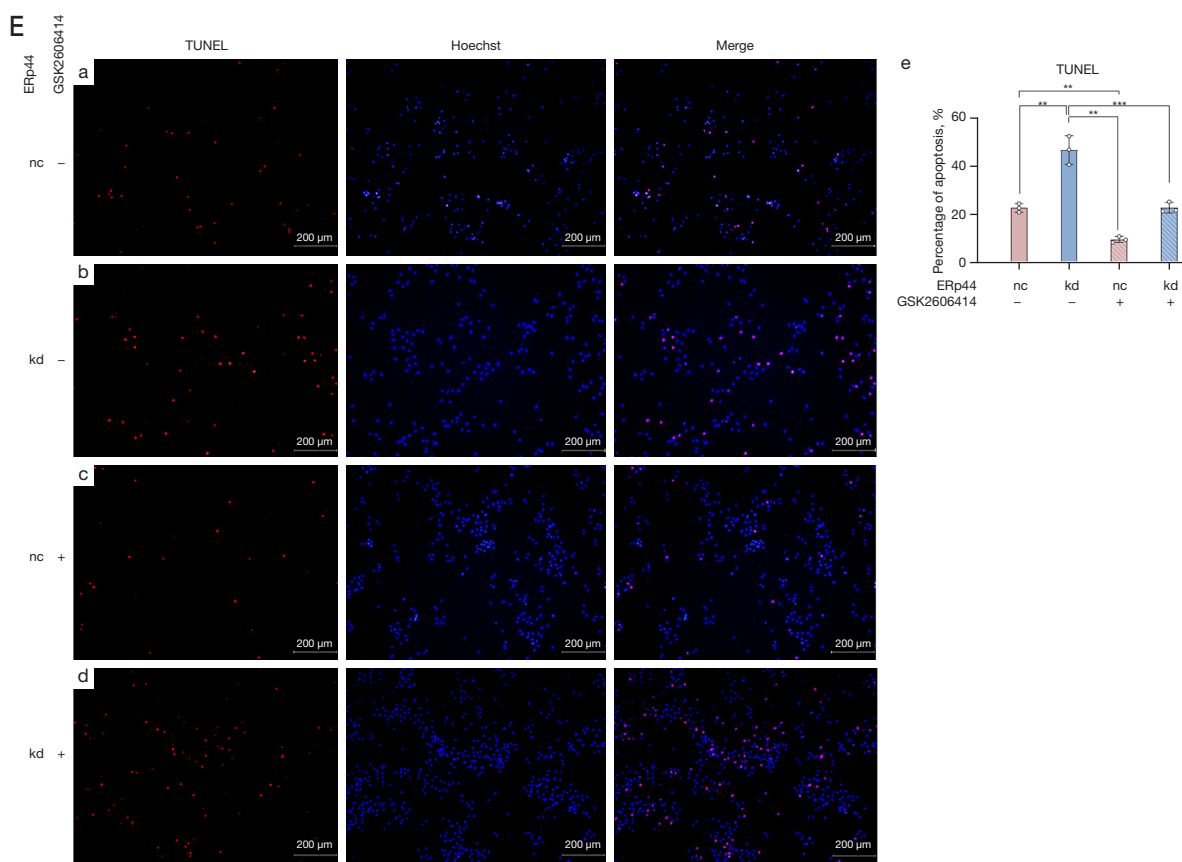 E
ERp44
GSK2606414
TUNEL
Hoechst
Merge
a
nc –
200 µm
200 µm
200 µm
b
kd –
200 µm
200 µm
200 µm
c
nc +
200 µm
200 µm
200 µm
d
kd +
200 µm
200 µm
200 µm
e
TUNEL
**
** ** ***
Percentage of apoptosis, %
60
40
20
0
ERp44 nc kd nc kd
GSK2606414 – – + +